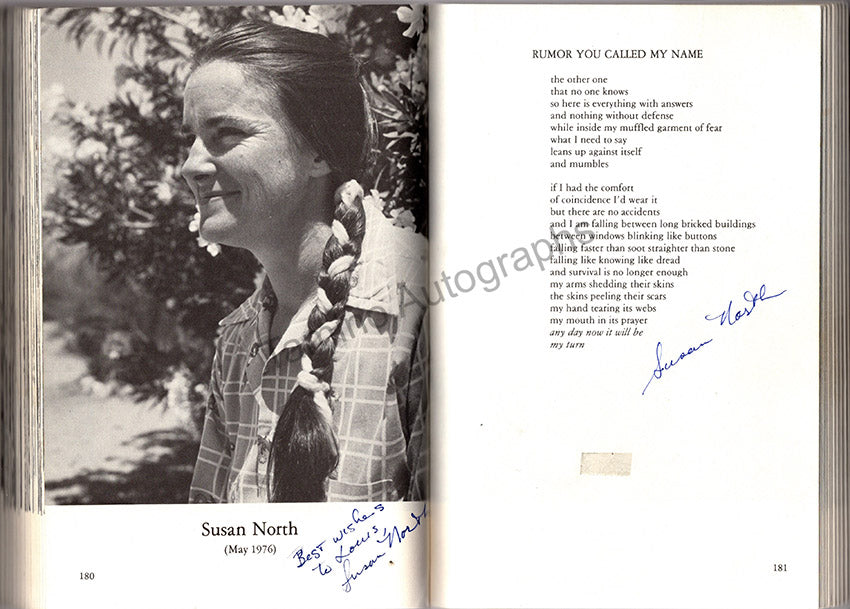 Susan North
(May 1976)
Best wishes
to Louis,
Susan North
180
RUMOR YOU CALLED MY NAME
the other one
that no one knows
so here is everything with answers
and nothing without defense
while inside my muffled garment of fear
what I need to say
leans up against itself
and mumbles
if I had the comfort
of coincidence I'd wear it
but there are no accidents
and I am falling between long bricked buildings
between windows blinking like buttons
falling faster than soot straighter than stone
falling like knowing like dread
and survival is no longer enough
my arms shedding their skins
the skins peeling their scars
my hand tearing its webs
my mouth in its prayer
any day now it will be
my turn
Susan North
181
Autographs